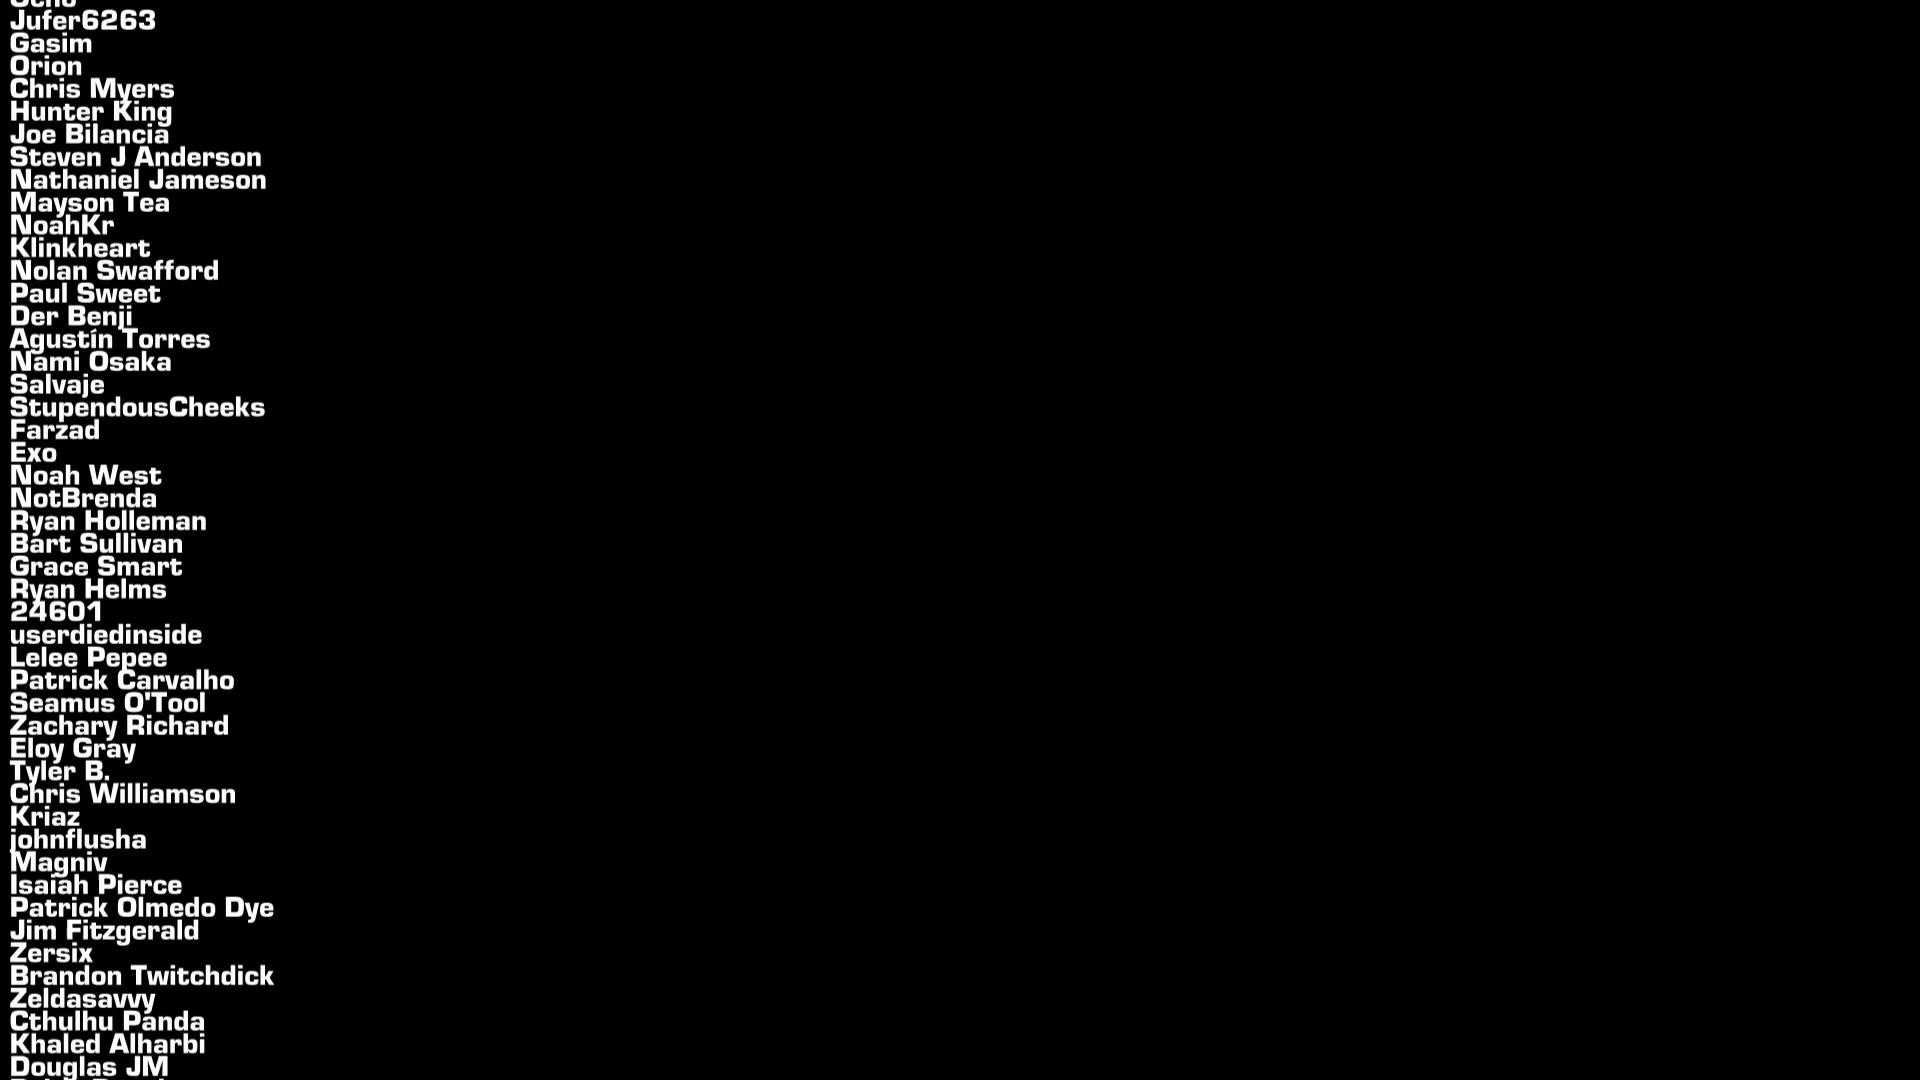 Jufer6263
Gasim
Orion
Chris Myers
Hunter King
Joe Bilancia
Steven J Anderson
Nathaniel Jameson
Mayson Tea
NoahKr
Klinkheart
Nolan Swafford
Paul Sweet
Der Benji
Agustín Torres
Nami Osaka
Salvaje
StupendousCheeks
Farzad
Exo
Noah West
NotBrenda
Ryan Holleman
Bart Sullivan
Grace Smart
Ryan Helms
24601
userdiedinside
Lelee Pepee
Patrick Carvalho
Seamus O'Tool
Zachary Richard
Eloy Gray
Tyler B.
Chris Williamson
Kriaz
johnflusha
Magniv
Isaiah Pierce
Patrick Olmedo Dye
Jim Fitzgerald
Zersix
Brandon Twitchdick
Zeldasavvy
Cthulhu Panda
Khaled Alharbi
Douglas JM